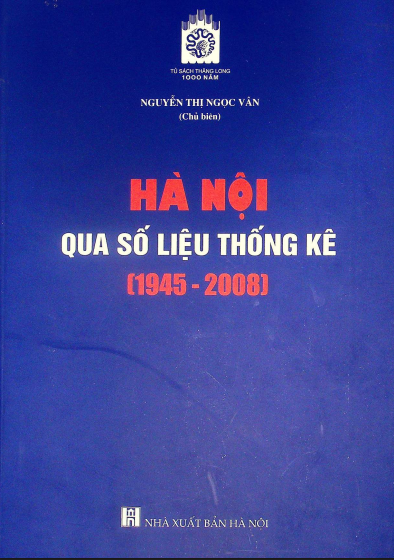 TỦ SÁCH THĂNG LONG
1000 NĂM
NGUYỄN THỊ NGỌC VÂN
(Chủ biên)
HÀ NỘI
QUA SỐ LIỆU THỐNG KÊ
(1945 - 2008)
NHÀ XUẤT BẢN HÀ NỘI